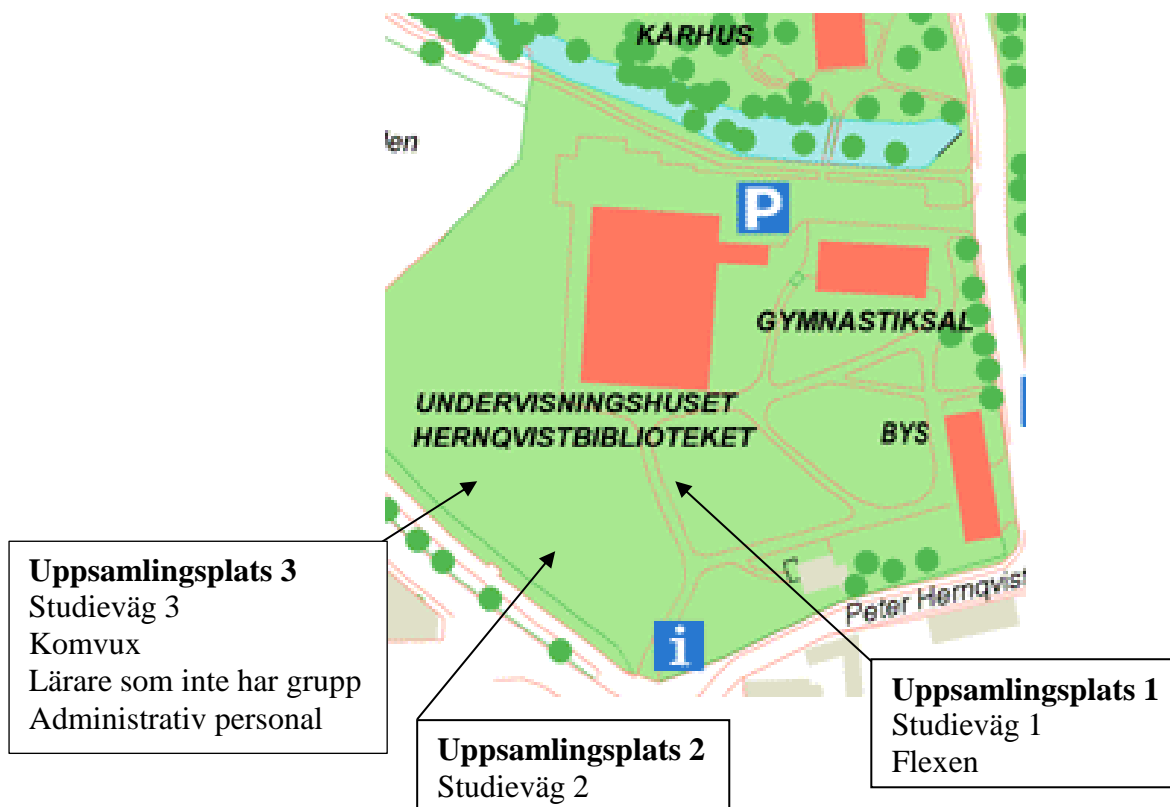 KÅRHUS
len
P
GYMNASTIKSAL
UNDERVISNINGSHUSET
HERNQVISTBIBLIOTEKET
BYS
Peter Hernqvist
i
Uppsamlingsplats 3
Studieväg 3
Komvux
Lärare som inte har grupp
Administrativ personal
Uppsamlingsplats 2
Studieväg 2
Uppsamlingsplats 1
Studieväg 1
Flexen